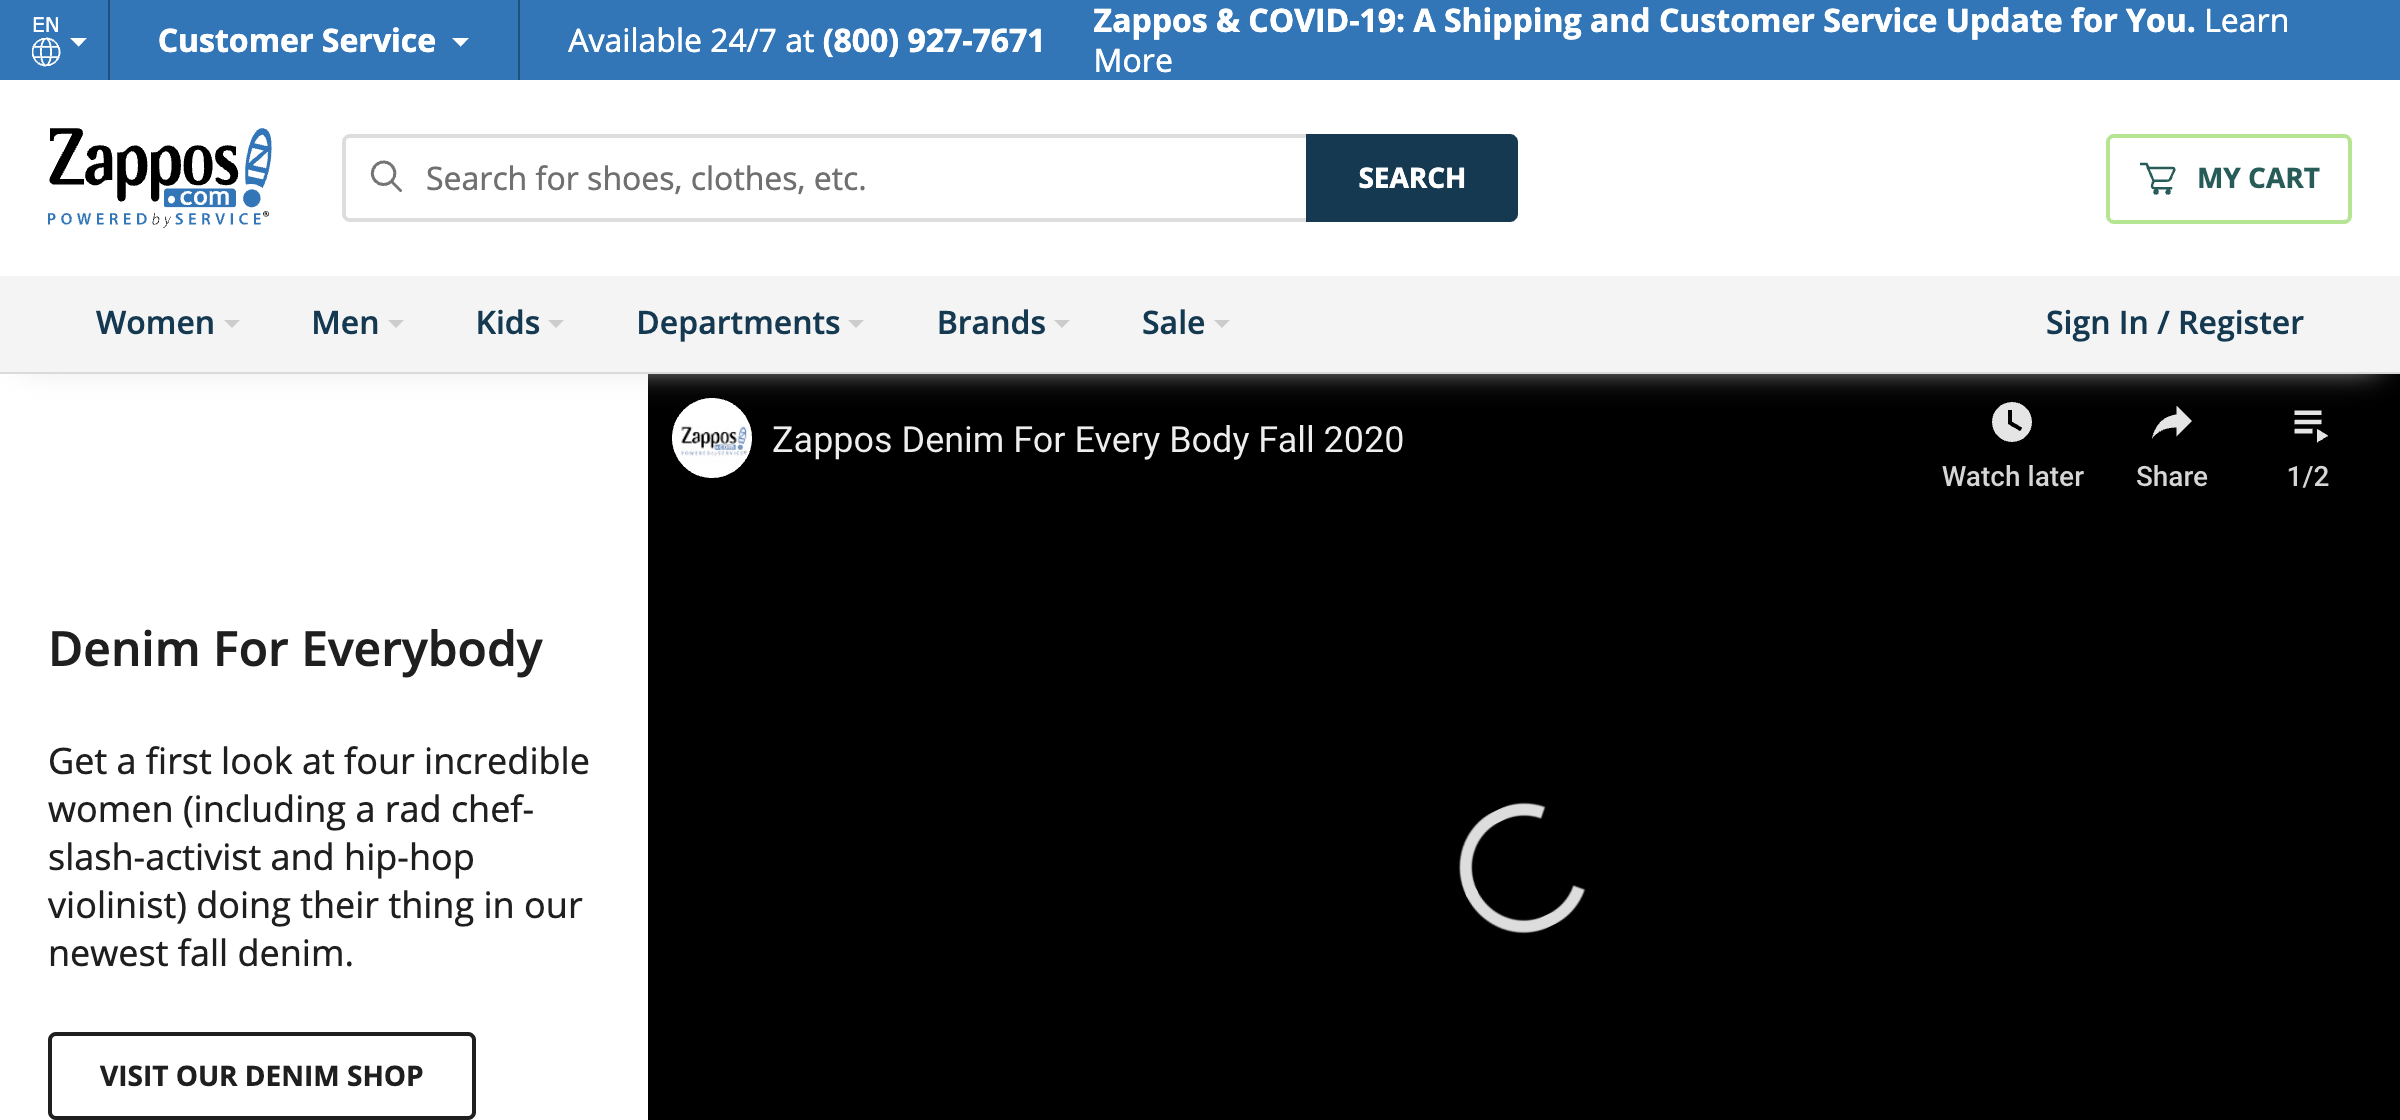 EN
Customer Service
Available 24/7 at (800) 927-7671
Zappos & COVID-19: A Shipping and Customer Service Update for You. Learn
More
Zappos
.com
POWERED by SERVICE®
Search for shoes, clothes, etc.
SEARCH
MY CART
Women
Men
Kids
Departments
Brands
Sale
Sign In / Register
Zappos
.com
POWERED by SERVICE
Zappos Denim For Every Body Fall 2020
Watch later
Share
1/2
Denim For Everybody
Get a first look at four incredible
women (including a rad chef-
slash-activist and hip-hop
violinist) doing their thing in our
newest fall denim.
VISIT OUR DENIM SHOP